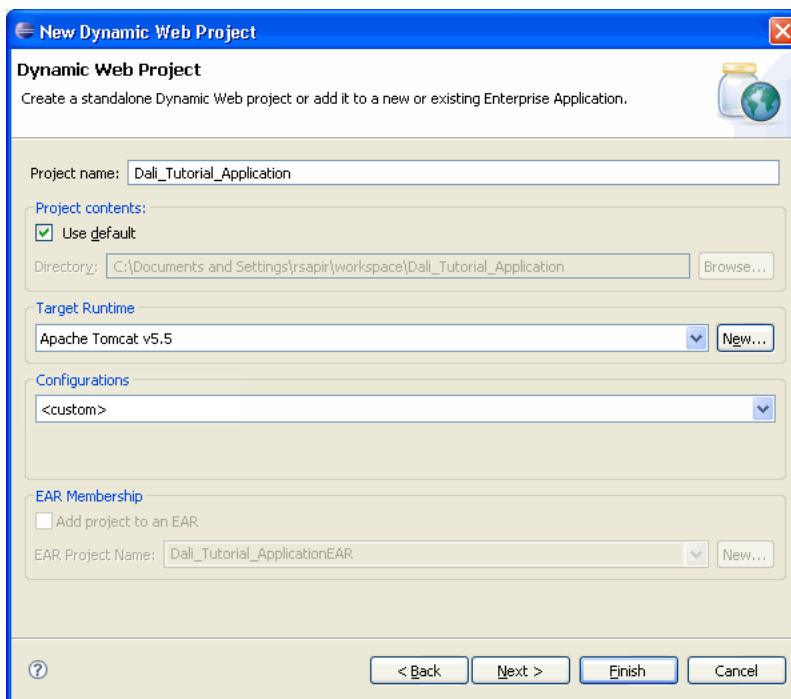 New Dynamic Web Project
Dynamic Web Project
Create a standalone Dynamic Web project or add it to a new or existing Enterprise Application.
Project name: Dali_Tutorial_Application
Project contents:
Use default
Directory: C:\Documents and Settings\rsapir\workspace\Dali_Tutorial_Application Browse...
Target Runtime
Apache Tomcat v5.5 New...
Configurations
<custom>
EAR Membership
Add project to an EAR
EAR Project Name: Dali_Tutorial_ApplicationEAR New...
? < Back Next > Finish Cancel